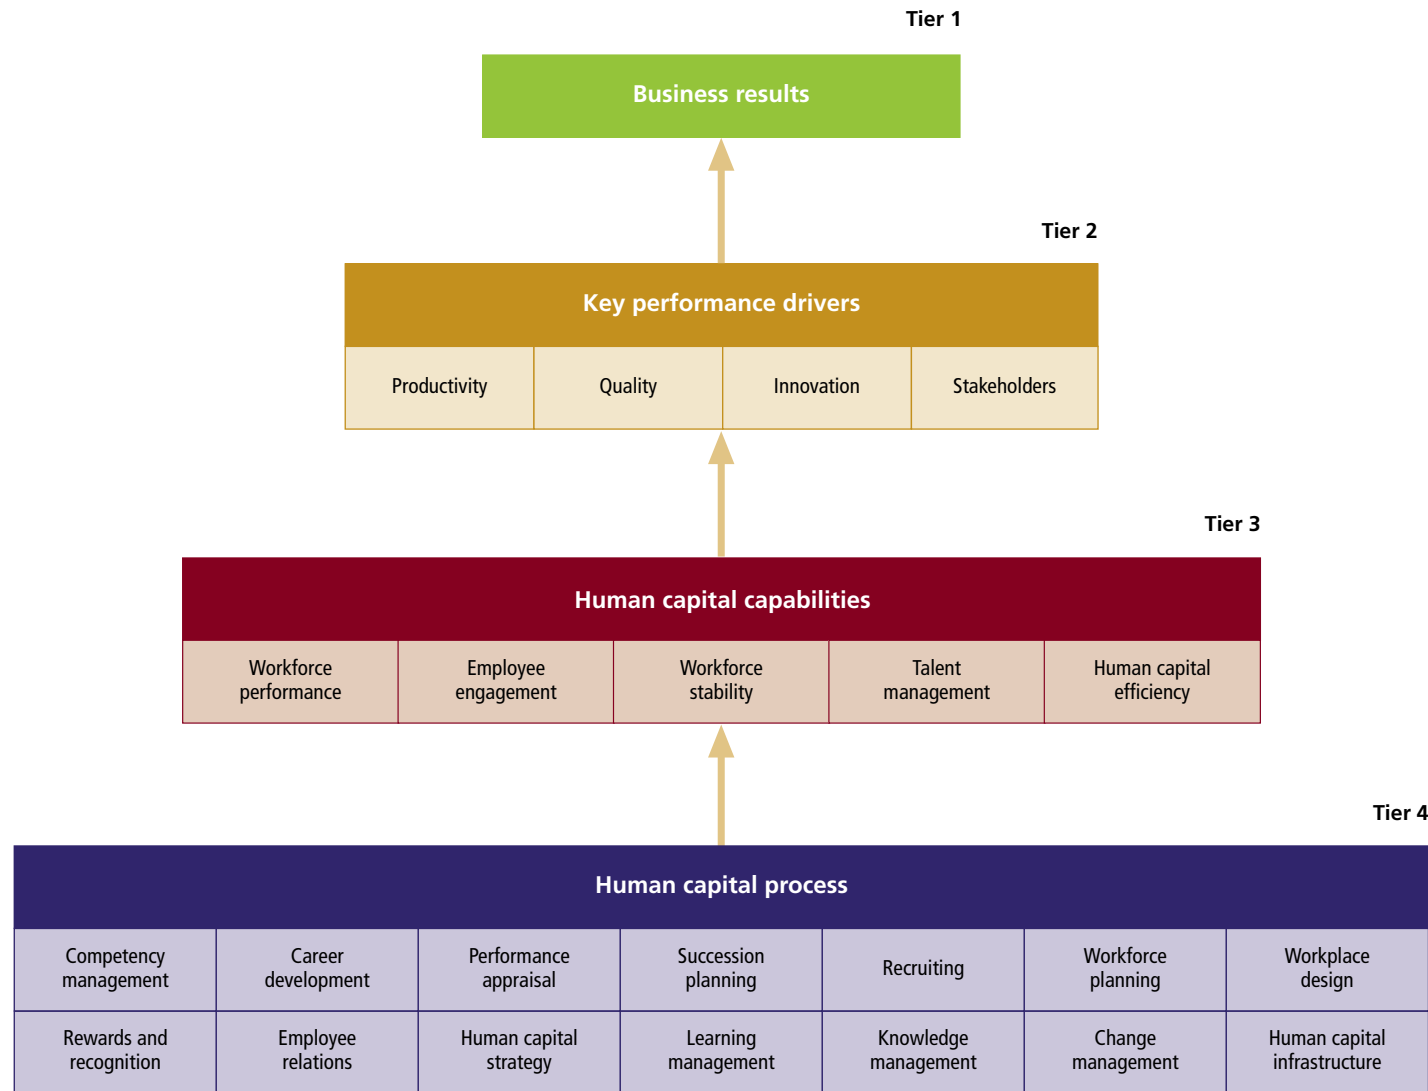 Tier 1
Business results
Tier 2
Key performance drivers
Productivity
Quality
Innovation
Stakeholders
Tier 3
Human capital capabilities
Workforce
performance
Employee
engagement
Workforce
stability
Talent
management
Human capital
efficiency
Tier 4
Human capital process
Competency
management
Career
development
Performance
appraisal
Succession
planning
Recruiting
Workforce
planning
Workplace
design
Rewards and
recognition
Employee
relations
Human capital
strategy
Learning
management
Knowledge
management
Change
management
Human capital
infrastructure